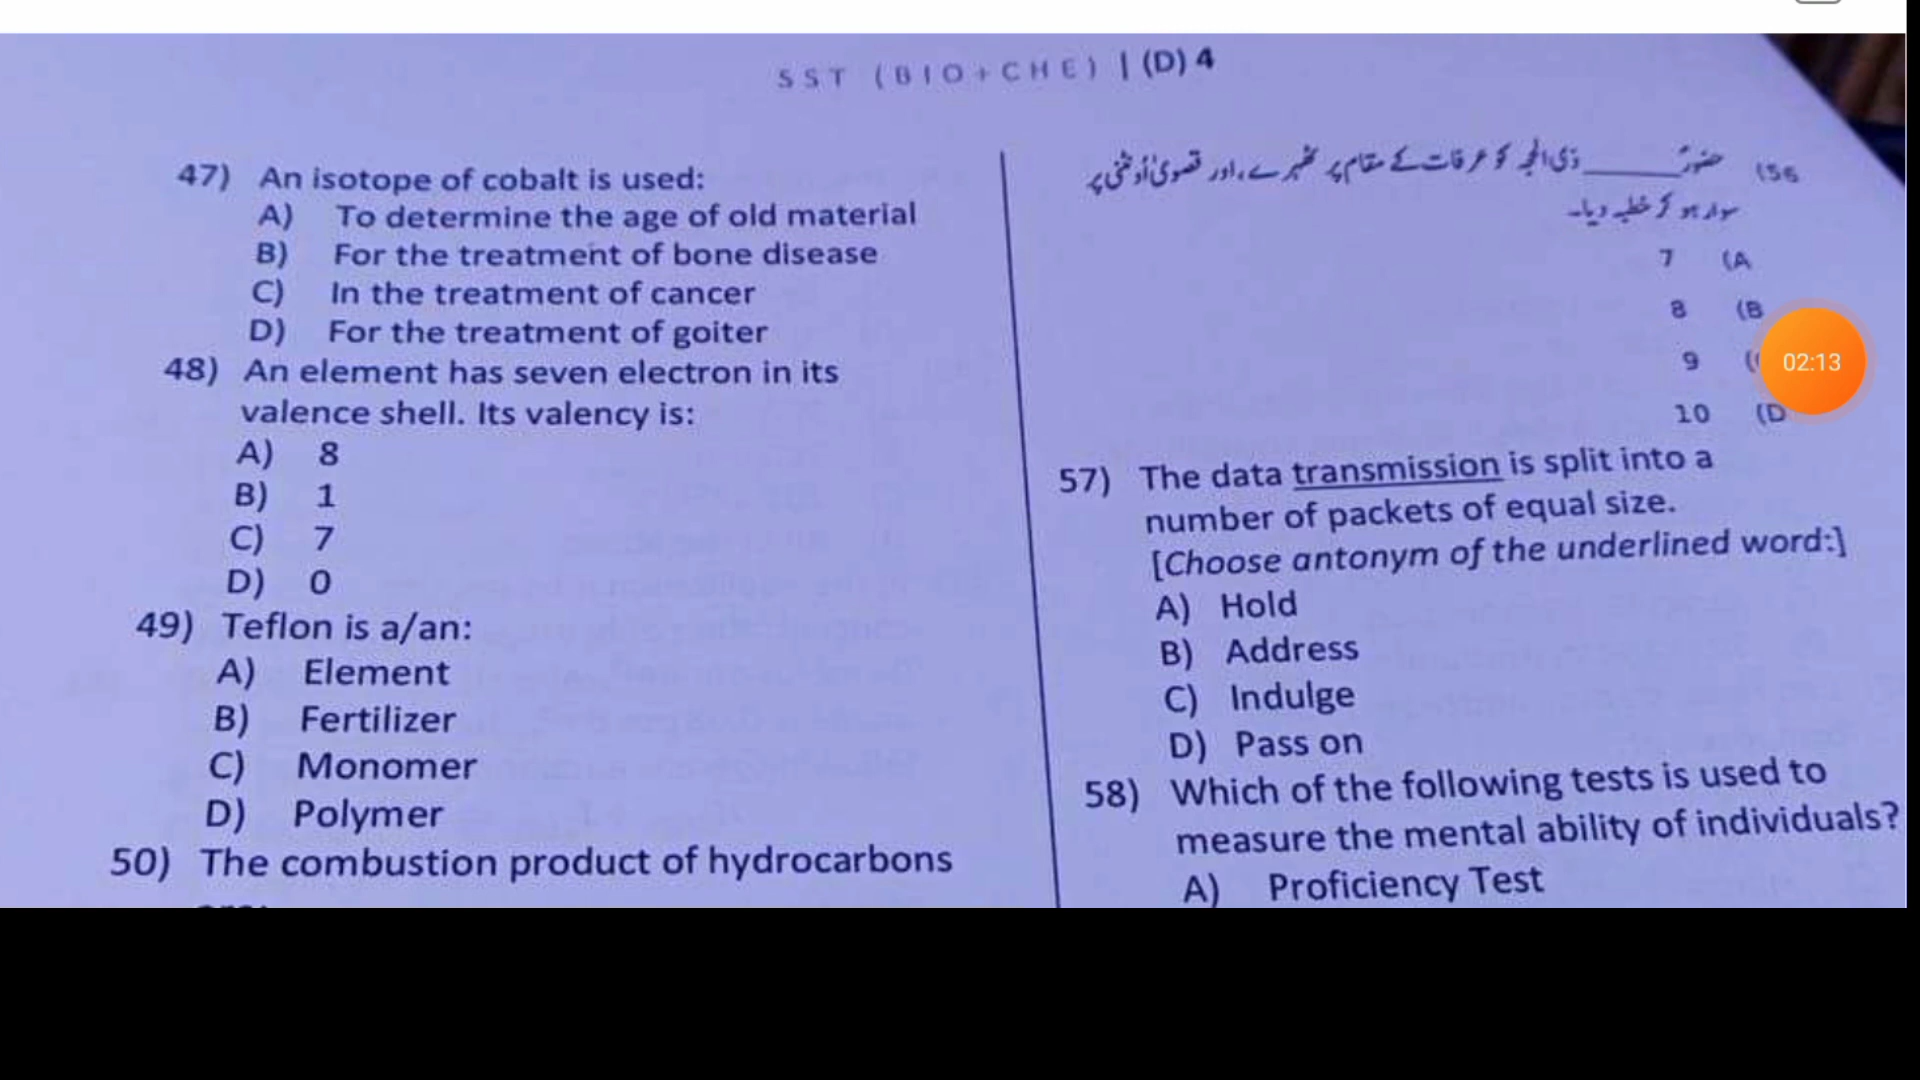 SST (BIO+CHE) | (D) 4
47) An isotope of cobalt is used:
A) To determine the age of old material
B) For the treatment of bone disease
C) In the treatment of cancer
D) For the treatment of goiter
48) An element has seven electron in its
valence shell. Its valency is:
A) 8
B) 1
C) 7
D) 0
49) Teflon is a/an:
A) Element
B) Fertilizer
C) Monomer
D) Polymer
50) The combustion product of hydrocarbons
(56 حضورؐ ______ ذی الحجہ کو عرفات کے مقام پر ٹھہرے، اور قصویٰ اُونٹنی پر
سوار ہو کر خطبہ دیا۔
7 (A
8 (B
9
10 (D
02:13
57) The data transmission is split into a
number of packets of equal size.
[Choose antonym of the underlined word:]
A) Hold
B) Address
C) Indulge
D) Pass on
58) Which of the following tests is used to
measure the mental ability of individuals?
A) Proficiency Test